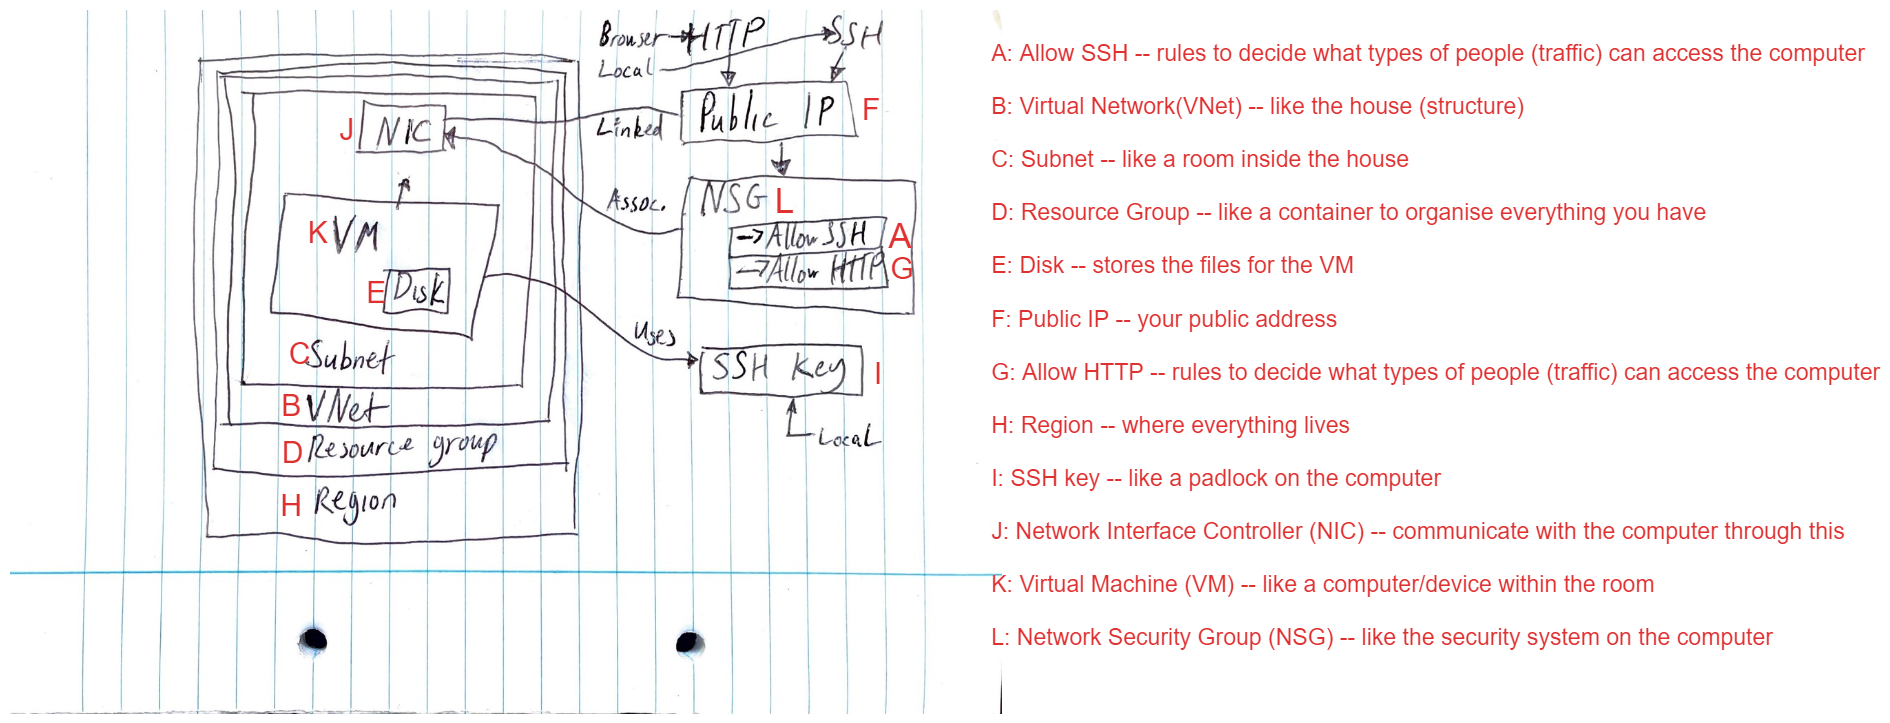 Browser → HTTP
SSH
Local
J NIC
Linked
Public IP F
Assoc.
NSG L
→ Allow SSH A
→ Allow HTTP G
K VM
E Disk
Uses
SSH Key I
Local
C Subnet
B VNet
D Resource group
H Region
A: Allow SSH -- rules to decide what types of people (traffic) can access the computer
B: Virtual Network(VNet) -- like the house (structure)
C: Subnet -- like a room inside the house
D: Resource Group -- like a container to organise everything you have
E: Disk -- stores the files for the VM
F: Public IP -- your public address
G: Allow HTTP -- rules to decide what types of people (traffic) can access the computer
H: Region -- where everything lives
I: SSH key -- like a padlock on the computer
J: Network Interface Controller (NIC) -- communicate with the computer through this
K: Virtual Machine (VM) -- like a computer/device within the room
L: Network Security Group (NSG) -- like the security system on the computer